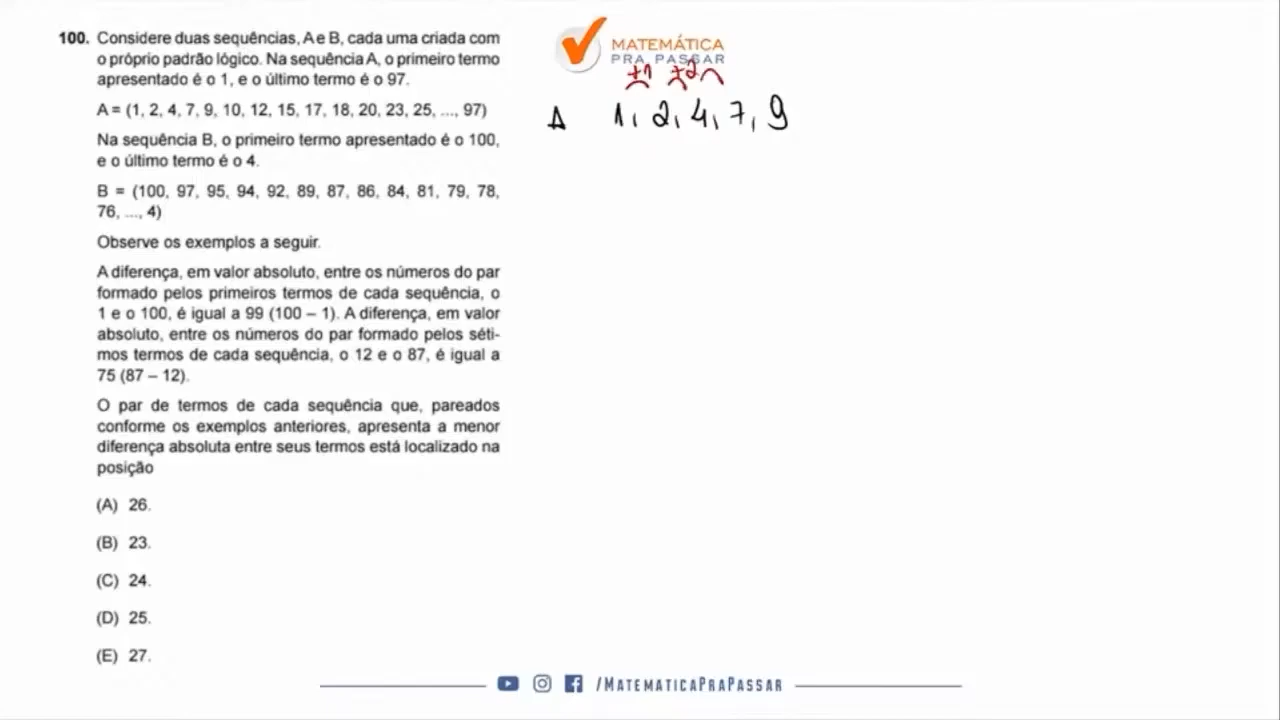 100. Considere duas sequências, A e B, cada uma criada com
o próprio padrão lógico. Na sequência A, o primeiro termo
apresentado é o 1, e o último termo é o 97.
A = (1, 2, 4, 7, 9, 10, 12, 15, 17, 18, 20, 23, 25, ..., 97)
Na sequência B, o primeiro termo apresentado é o 100,
e o último termo é o 4.
B = (100, 97, 95, 94, 92, 89, 87, 86, 84, 81, 79, 78,
76, ..., 4)
Observe os exemplos a seguir.
A diferença, em valor absoluto, entre os números do par
formado pelos primeiros termos de cada sequência, o
1 e o 100, é igual a 99 (100 – 1). A diferença, em valor
absoluto, entre os números do par formado pelos séti-
mos termos de cada sequência, o 12 e o 87, é igual a
75 (87 – 12).
O par de termos de cada sequência que, pareados
conforme os exemplos anteriores, apresenta a menor
diferença absoluta entre seus termos está localizado na
posição
(A) 26.
(B) 23.
(C) 24.
(D) 25.
(E) 27.
MATEMÁTICA
PRA PASSAR
+1 +2
A 1, 2, 4, 7, 9
/MATEMATICAPRAPASSAR